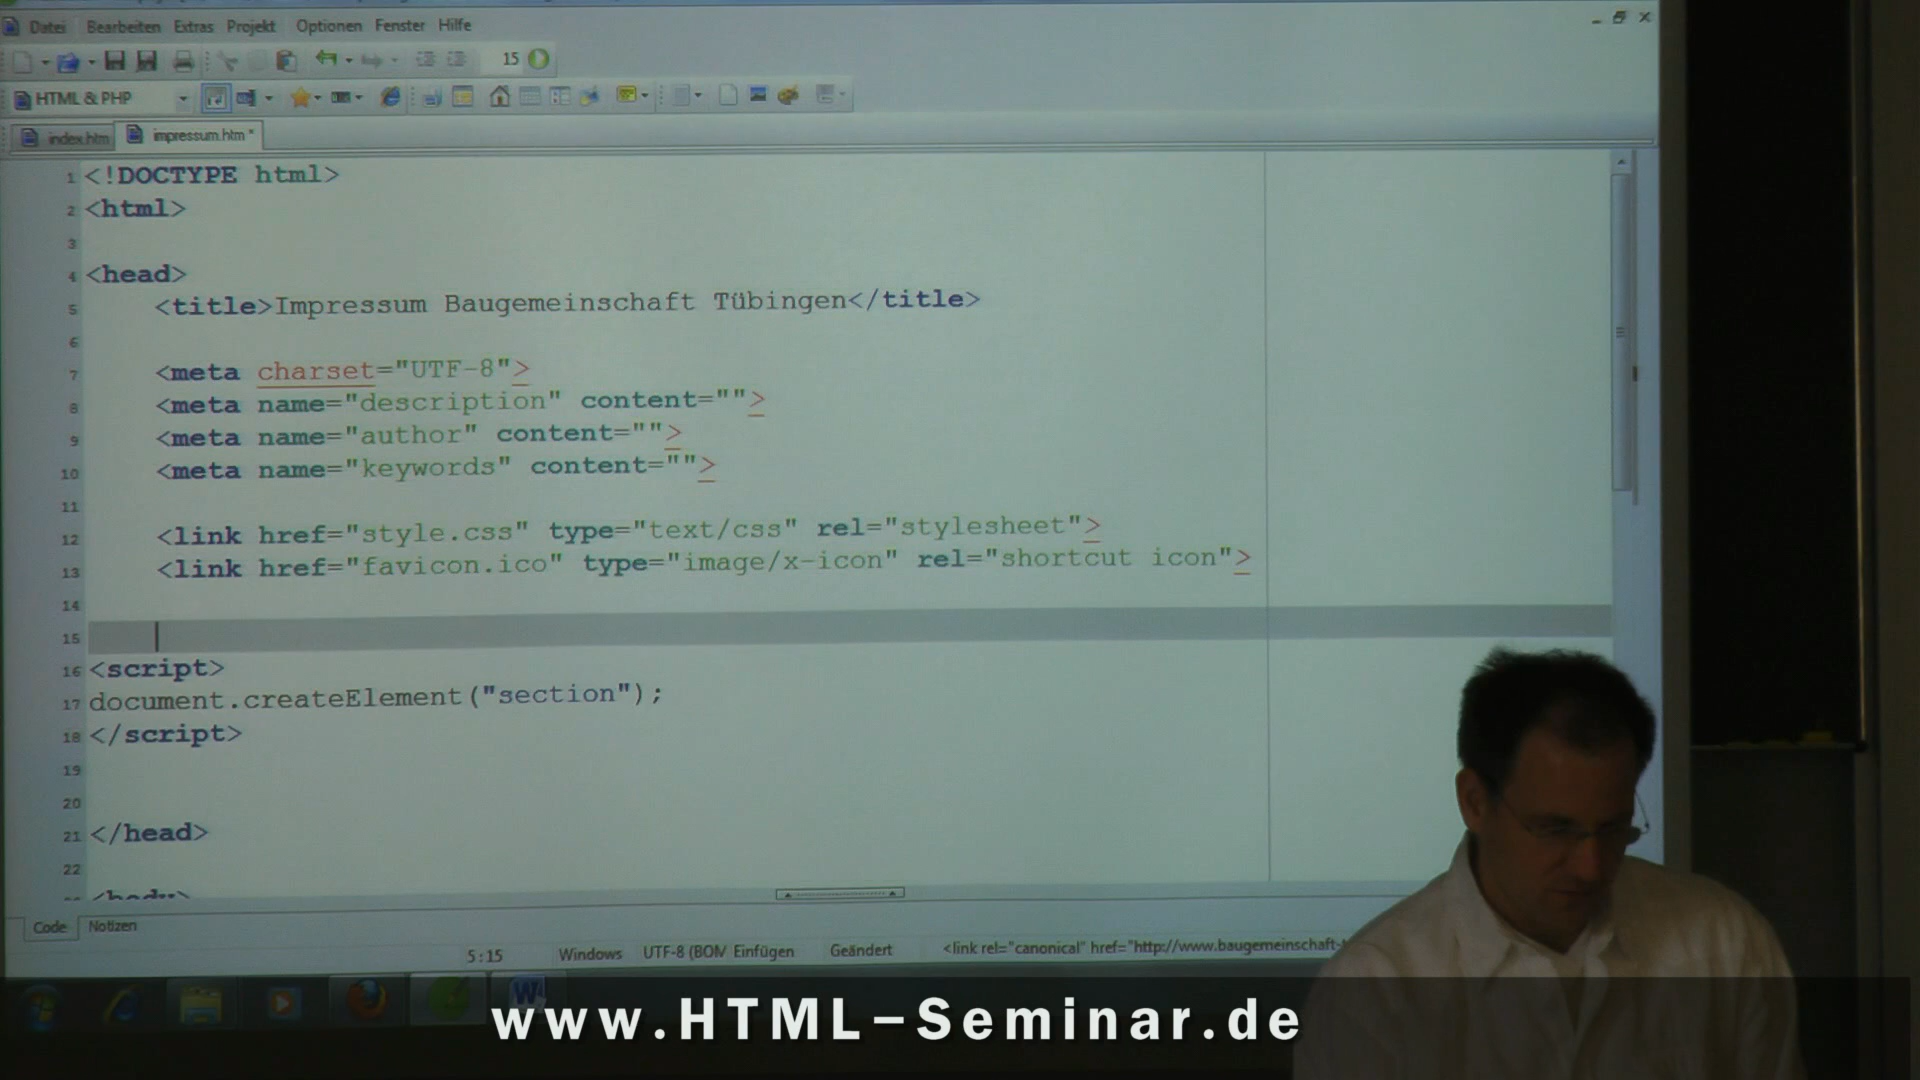 Datei Bearbeiten Extras Projekt Optionen Fenster Hilfe
15
HTML & PHP
index.htm impressum.htm *
1 <!DOCTYPE html>
2 <html>
3
4 <head>
5 <title>Impressum Baugemeinschaft Tübingen</title>
6
7 <meta charset="UTF-8">
8 <meta name="description" content="">
9 <meta name="author" content="">
10 <meta name="keywords" content="">
11
12 <link href="style.css" type="text/css" rel="stylesheet">
13 <link href="favicon.ico" type="image/x-icon" rel="shortcut icon">
14
15
16 <script>
17 document.createElement("section");
18 </script>
19
20
21 </head>
22
Code Notizen
5:15 Windows UTF-8 (BOM Einfügen Geändert <link rel="canonical" href="http://www.baugemeinschaft-
www.HTML-Seminar.de